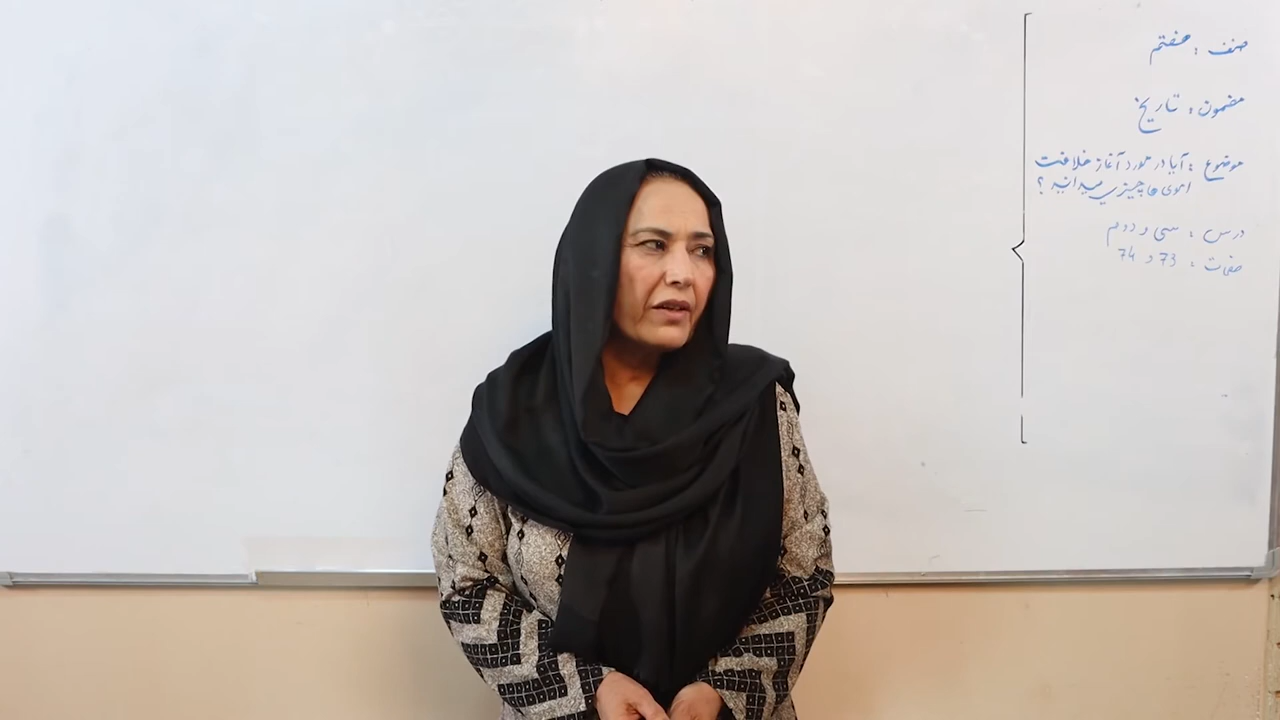 صنف : هفتم
مضمون : تاریخ
موضوع : آیا در مورد آغاز خلافت
اموی ها چیزی میدانید ؟
درس : سی و دوم
صفحات : 73 و 74